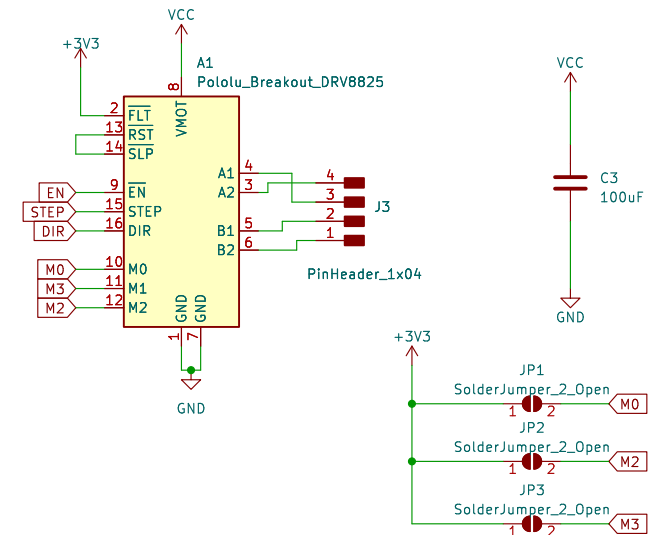 VCC
+3V3
A1
Pololu_Breakout_DRV8825
8
VMOT
2
FLT
13
RST
14
SLP
EN
9
EN
STEP
15
STEP
DIR
16
DIR
M0
10
M0
M3
11
M1
M2
12
M2
A1
4
A2
3
B1
5
B2
6
GND
GND
1
7
GND
4
3
2
1
J3
PinHeader_1x04
VCC
C3
100uF
GND
+3V3
JP1
SolderJumper_2_Open
1
2
M0
JP2
SolderJumper_2_Open
1
2
M2
JP3
SolderJumper_2_Open
1
2
M3